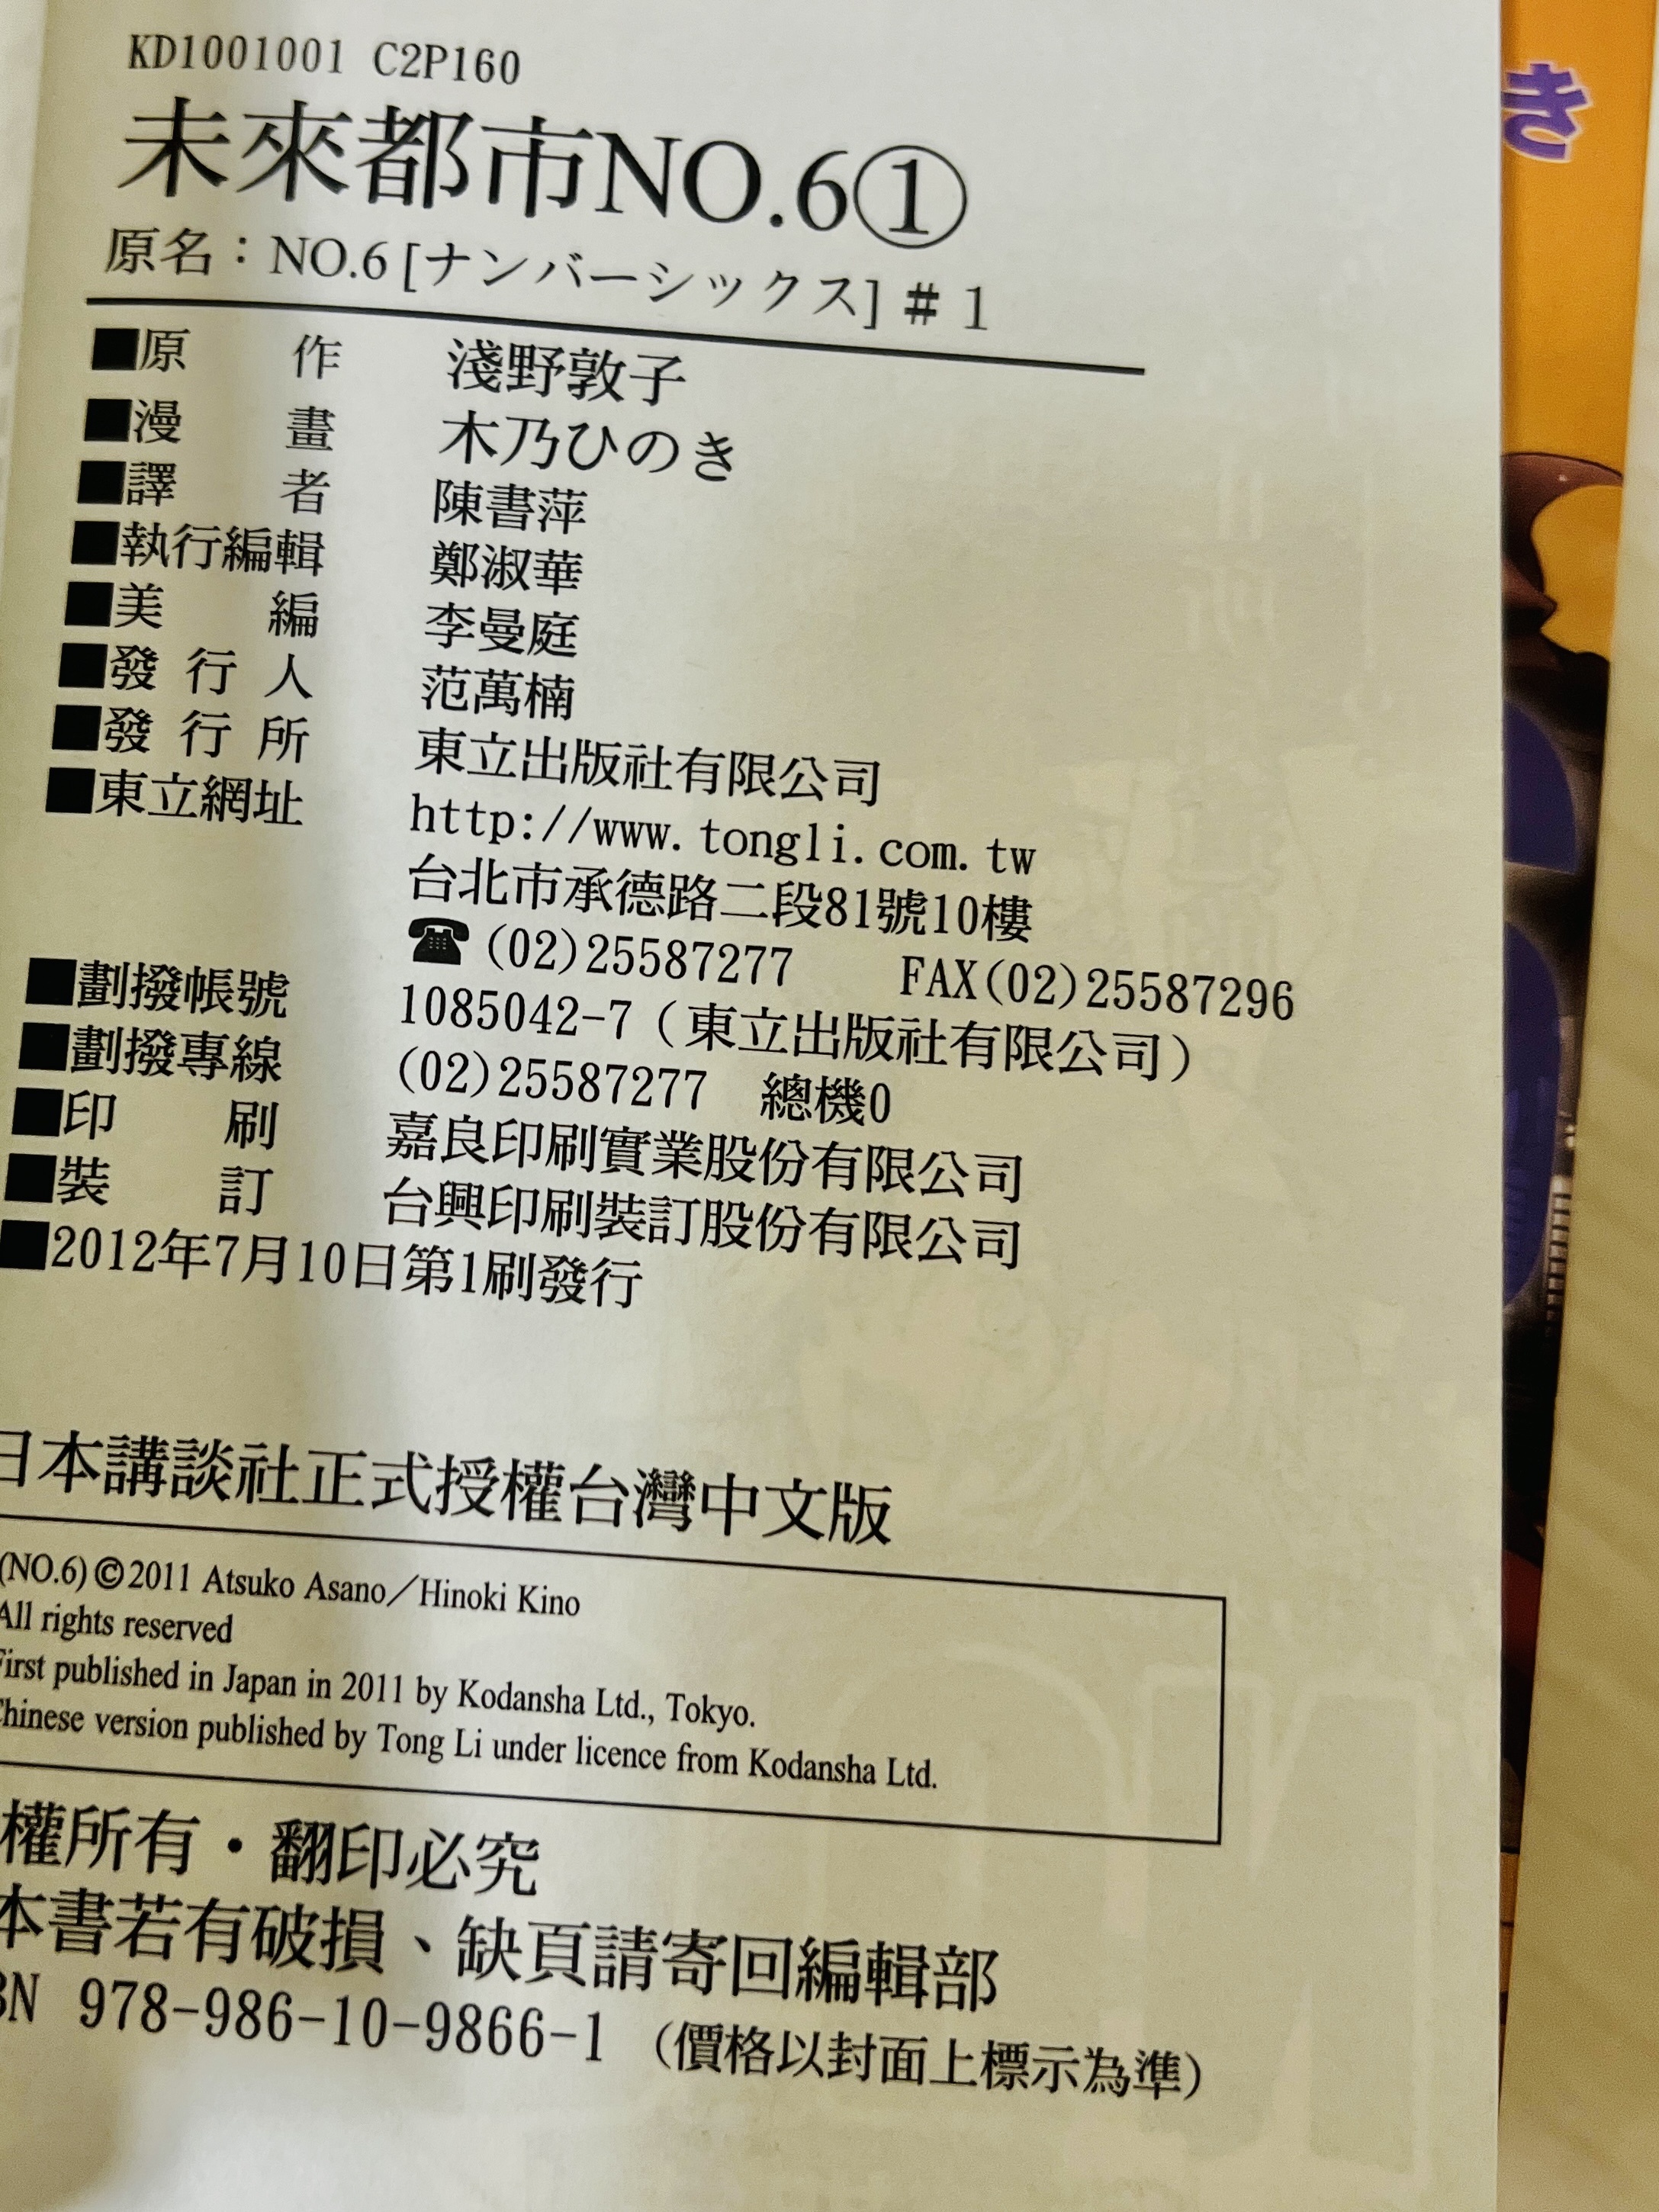 KD1001001 C2P160
未來都市NO.6①
原名：NO.6 [ナンバーシックス] # 1
■原作 淺野敦子
■漫畫 木乃ひのき
■譯者 陳書萍
■執行編輯 鄭淑華
■美編 李曼庭
■發行人 范萬楠
■發行所 東立出版社有限公司
■東立網址 http://www.tongli.com.tw
台北市承德路二段81號10樓
☎(02)25587277 FAX(02)25587296
■劃撥帳號 1085042-7（東立出版社有限公司）
■劃撥專線 (02)25587277 總機0
■印刷 嘉良印刷實業股份有限公司
■裝訂 台興印刷裝訂股份有限公司
■2012年7月10日第1刷發行
日本講談社正式授權台灣中文版
(NO.6)©2011 Atsuko Asano／Hinoki Kino
All rights reserved
First published in Japan in 2011 by Kodansha Ltd., Tokyo.
Chinese version published by Tong Li under licence from Kodansha Ltd.
權所有・翻印必究
本書若有破損、缺頁請寄回編輯部
BN 978-986-10-9866-1 (價格以封面上標示為準)
き